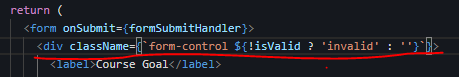 return (
<form onSubmit={formSubmitHandler}>
<div className={`form-control ${!isValid ? 'invalid' : ''}`}>
<label>Course Goal</label>